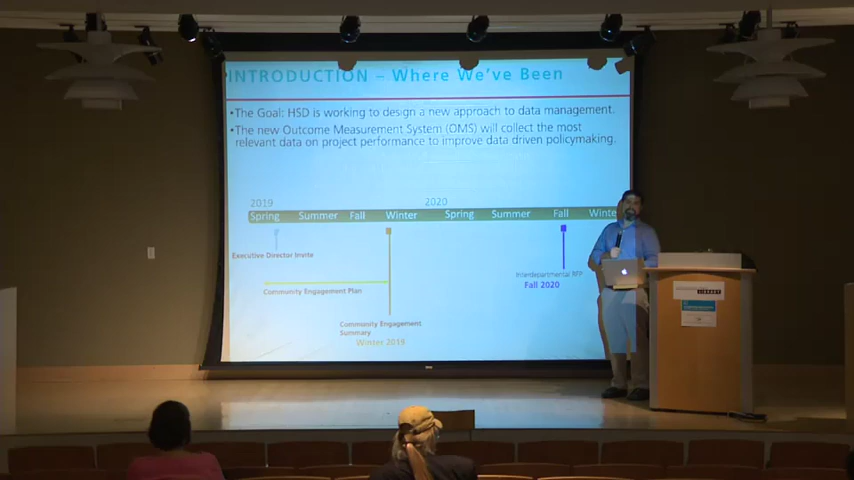 INTRODUCTION – Where We've Been
•The Goal: HSD is working to design a new approach to data management.
•The new Outcome Measurement System (OMS) will collect the most
relevant data on project performance to improve data driven policymaking.
2019 2020
Spring Summer Fall Winter Spring Summer Fall Winte
Executive Director Invite
Interdepartmental RFP
Fall 2020
Community Engagement Plan
Community Engagement
Summary
Winter 2019
LIBRARY